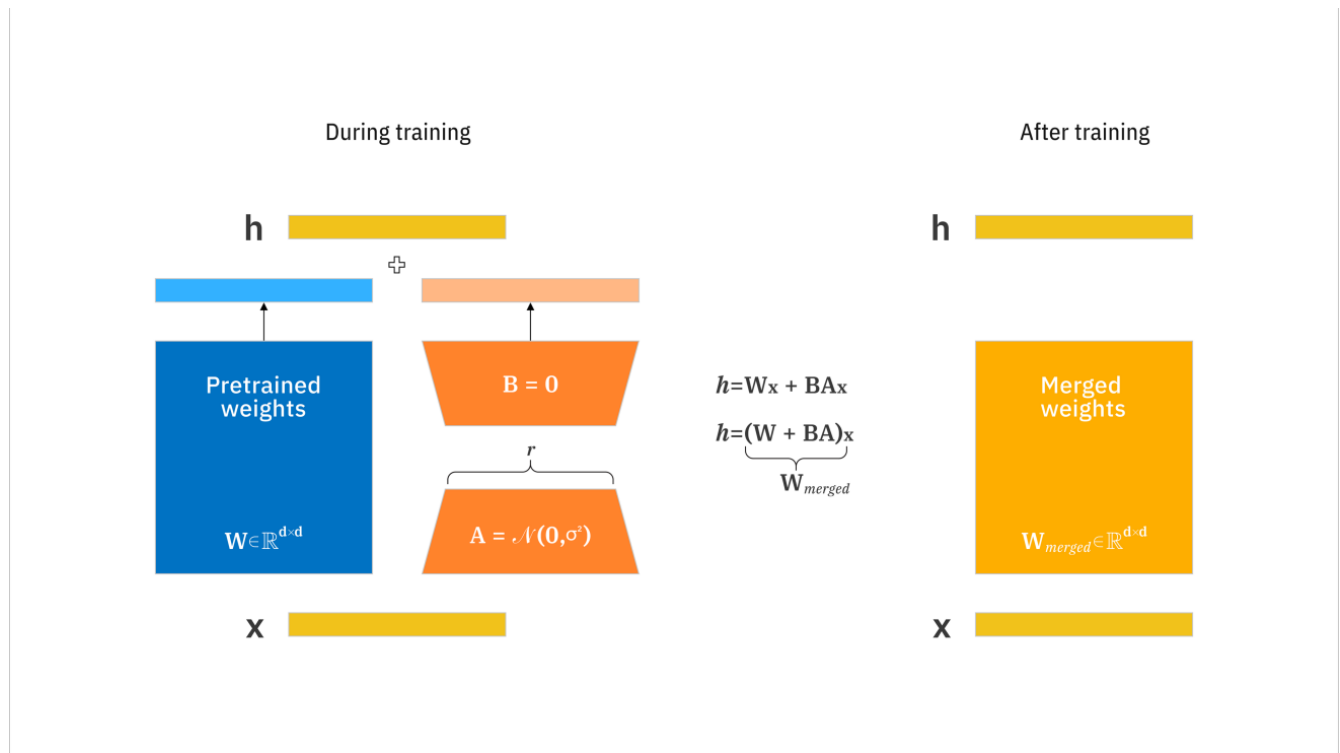 During training
After training
h
h
Pretrained
weights
B = 0
h=Wx + BAx
Merged
weights
h=(W + BA)x
r
W_merged
W∈ℝ^d×d
A = 𝒩(0,σ²)
W_merged∈ℝ^d×d
x
x